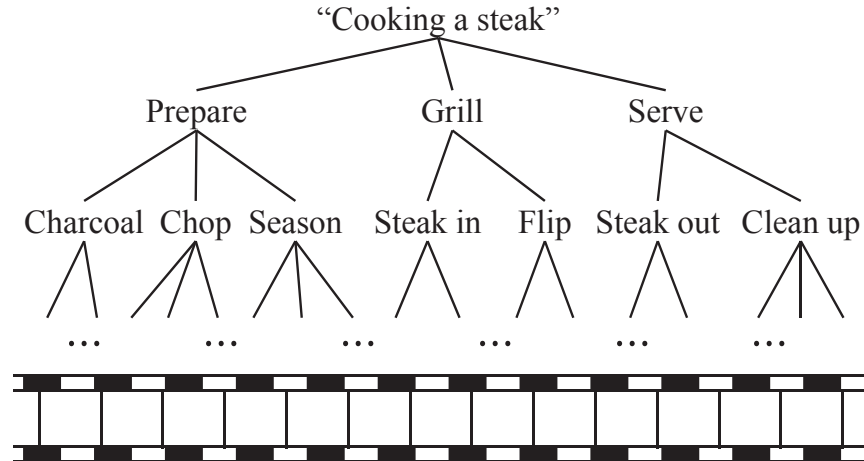 “Cooking a steak”
Prepare Grill Serve
Charcoal Chop Season Steak in Flip Steak out Clean up
... ... ... ... ... ...